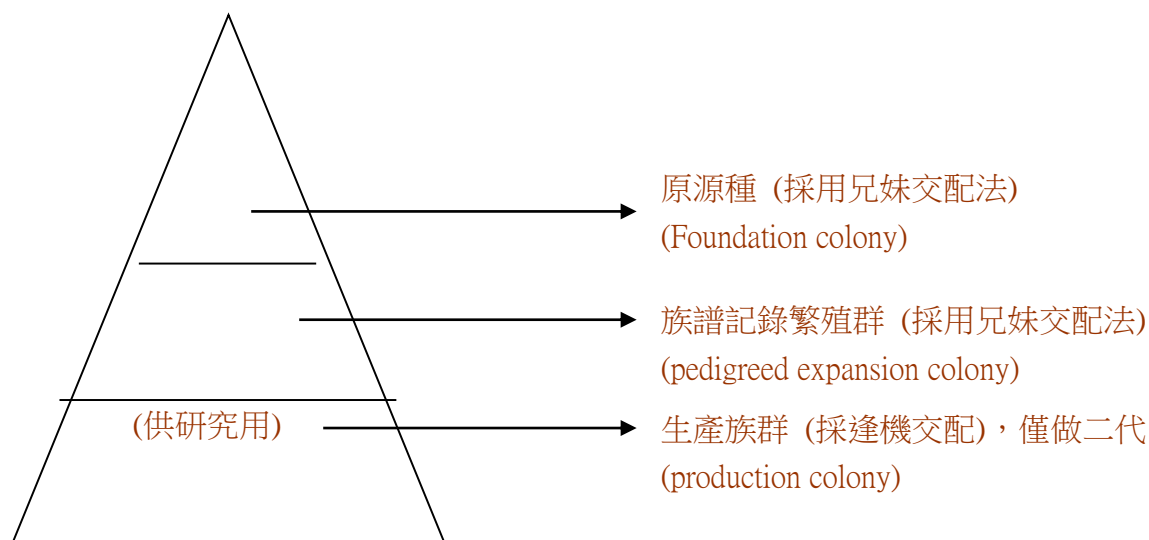 原源種 (採用兄妹交配法)
(Foundation colony)
族譜記錄繁殖群 (採用兄妹交配法)
(pedigreed expansion colony)
(供研究用)
生產族群 (採逢機交配)，僅做二代
(production colony)